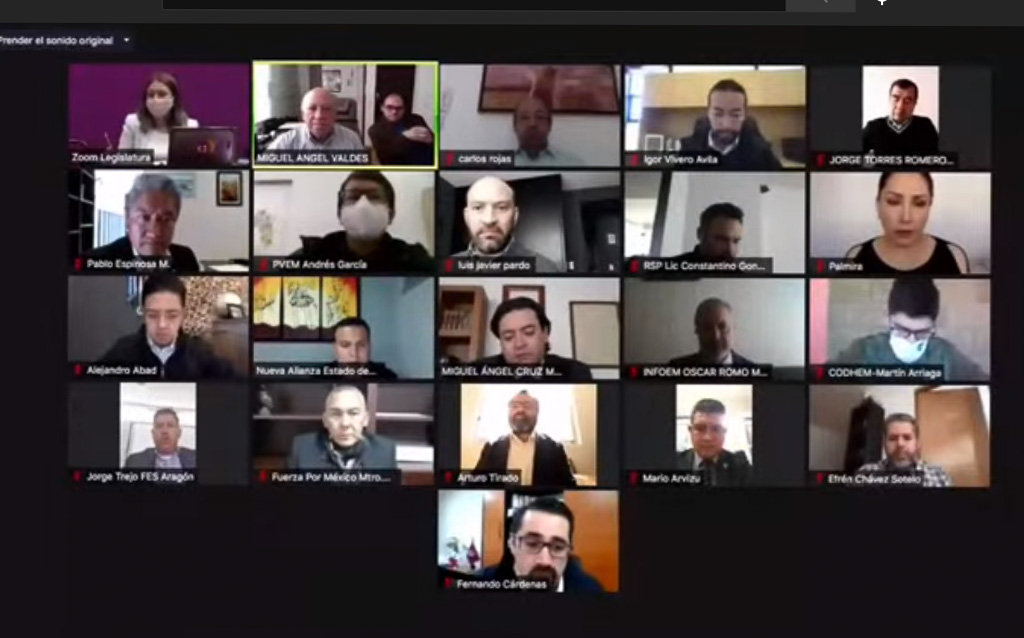 Prender el sonido original
Zoom Legislatura
MIGUEL ANGEL VALDES
carlos rojas
Igor Vivero Avila
JORGE TORRES ROMERO...
Pablo Espinosa M.
PVEM Andrés García
luis javier pardo
RSP Lic Constantino Gon...
Palmira
Alejandro Abad
Nueva Alianza Estado de...
MIGUEL ÁNGEL CRUZ M...
INFOEM OSCAR ROMO M...
CODHEM-Martín Arriaga
Jorge Trejo FES Aragón
Fuerza Por México Mtro....
Arturo Tirado
Mario Arvizu
Efrén Chávez Sotelo
Fernando Cárdenas